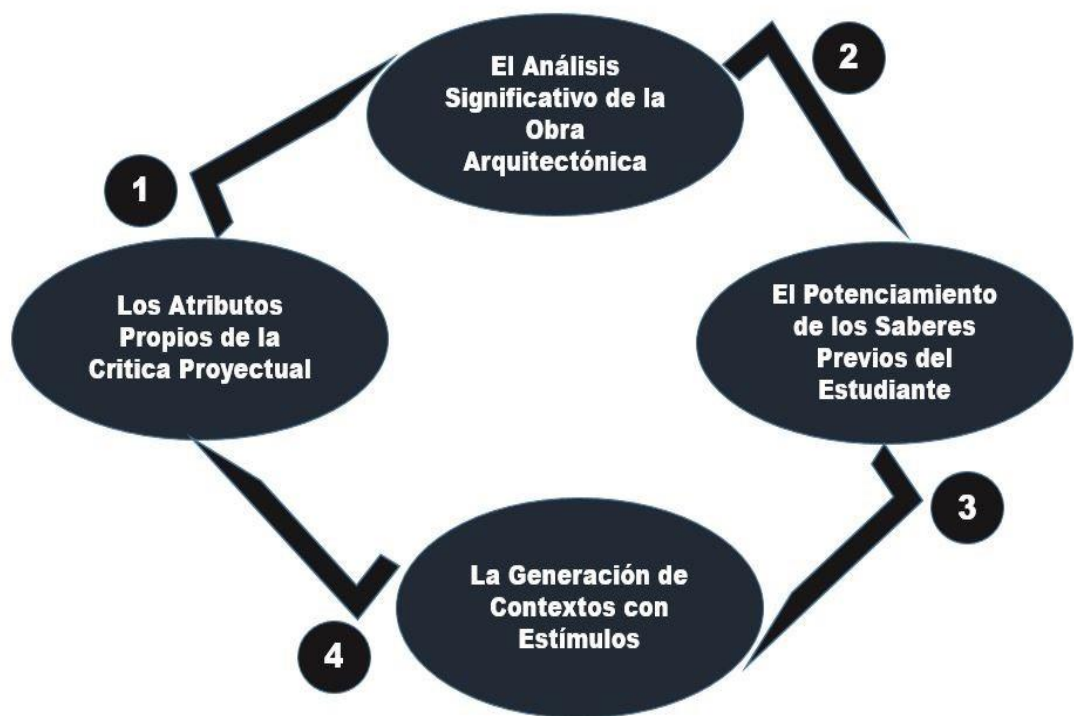 El Análisis
Significativo de la
Obra
Arquitectónica
2
1
Los Atributos
Propios de la
Critica Proyectual
El Potenciamiento
de los Saberes
Previos del
Estudiante
3
La Generación de
Contextos con
Estímulos
4